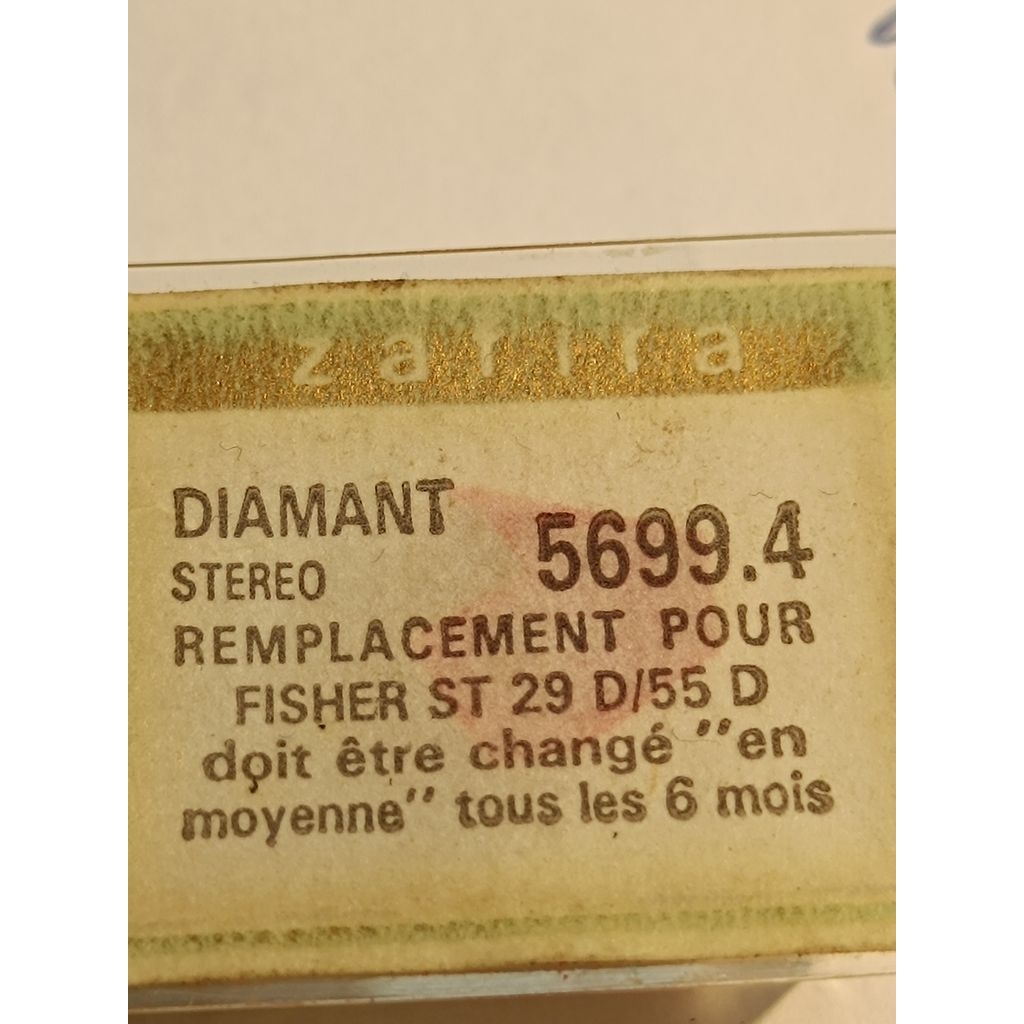 zafira
DIAMANT 5699.4
STEREO
REMPLACEMENT POUR
FISHER ST 29 D/55 D
doit être changé "en
moyenne" tous les 6 mois